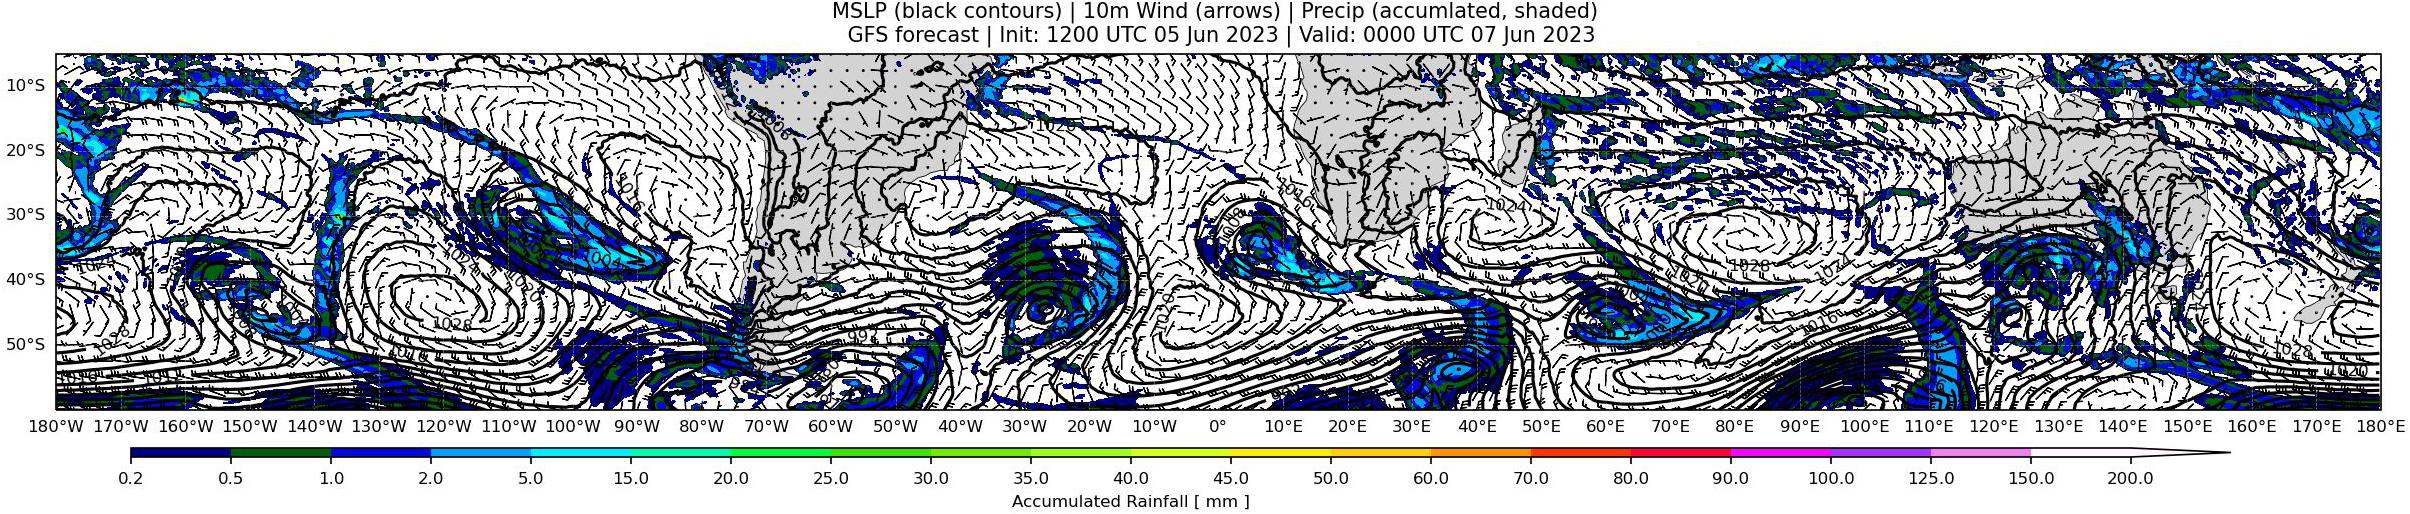 MSLP (black contours) | 10m Wind (arrows) | Precip (accumlated, shaded)
GFS forecast | Init: 1200 UTC 05 Jun 2023 | Valid: 0000 UTC 07 Jun 2023
10°S
20°S
30°S
40°S
50°S
1020
1016
1016
1024
1024
1020
1028
1024
1020
1028
1028
1016
1028
1020
180°W 170°W 160°W 150°W 140°W 130°W 120°W 110°W 100°W 90°W 80°W 70°W 60°W 50°W 40°W 30°W 20°W 10°W 0° 10°E 20°E 30°E 40°E 50°E 60°E 70°E 80°E 90°E 100°E 110°E 120°E 130°E 140°E 150°E 160°E 170°E 180°E
0.2 0.5 1.0 2.0 5.0 15.0 20.0 25.0 30.0 35.0 40.0 45.0 50.0 60.0 70.0 80.0 90.0 100.0 125.0 150.0 200.0
Accumulated Rainfall [ mm ]